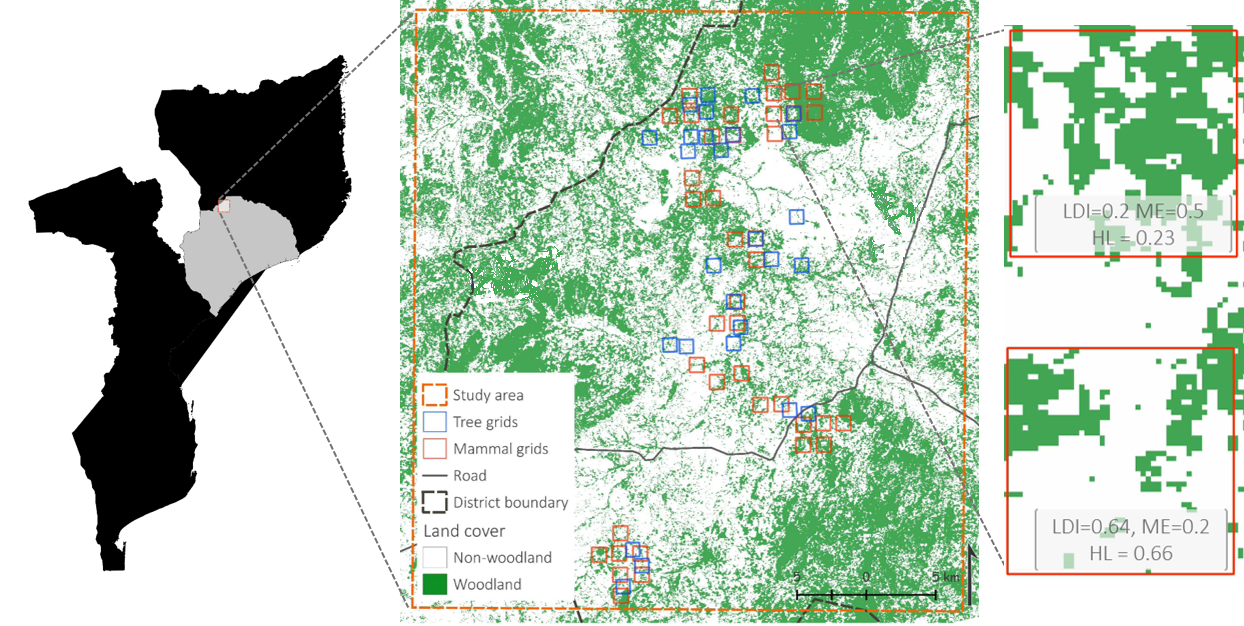 Study area
Tree grids
Mammal grids
Road
District boundary
Land cover
Non-woodland
Woodland
5 0 5 km
LDI=0.2 ME=0.5
HL = 0.23
LDI=0.64, ME=0.2
HL = 0.66